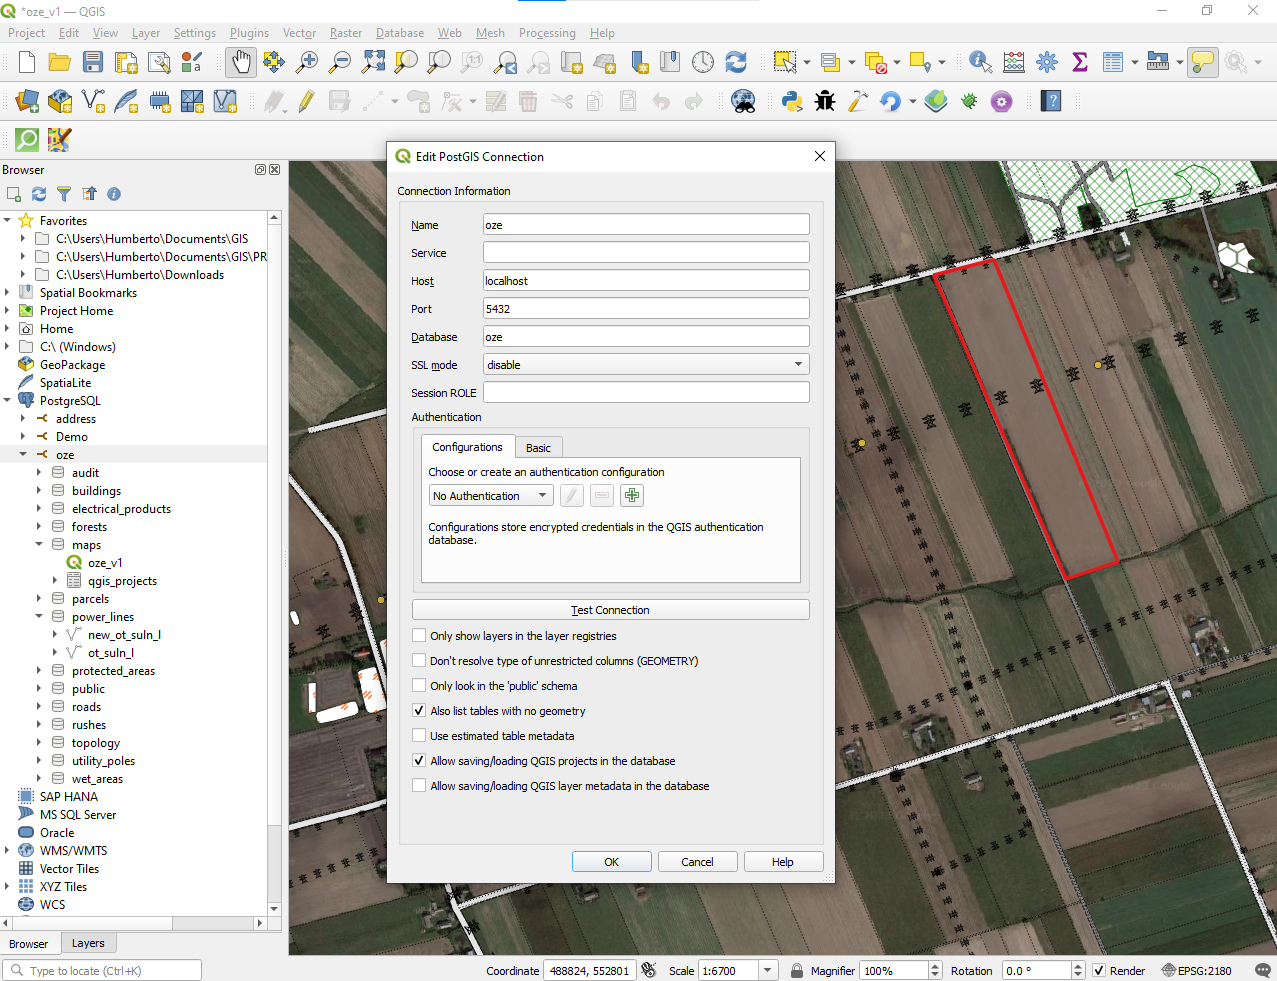 *oze_v1 — QGIS
Project Edit View Layer Settings Plugins Vector Raster Database Web Mesh Processing Help
Browser
Favorites
C:\Users\Humberto\Documents\GIS
C:\Users\Humberto\Documents\GIS\PR
C:\Users\Humberto\Downloads
Spatial Bookmarks
Project Home
Home
C:\ (Windows)
GeoPackage
SpatiaLite
PostgreSQL
address
Demo
oze
audit
buildings
electrical_products
forests
maps
oze_v1
qgis_projects
parcels
power_lines
new_ot_suln_l
ot_suln_l
protected_areas
public
roads
rushes
topology
utility_poles
wet_areas
SAP HANA
MS SQL Server
Oracle
WMS/WMTS
Vector Tiles
XYZ Tiles
WCS
Browser Layers
Edit PostGIS Connection
Connection Information
Name oze
Service
Host localhost
Port 5432
Database oze
SSL mode disable
Session ROLE
Authentication
Configurations Basic
Choose or create an authentication configuration
No Authentication
Configurations store encrypted credentials in the QGIS authentication
database.
Test Connection
Only show layers in the layer registries
Don't resolve type of unrestricted columns (GEOMETRY)
Only look in the 'public' schema
Also list tables with no geometry
Use estimated table metadata
Allow saving/loading QGIS projects in the database
Allow saving/loading QGIS layer metadata in the database
OK Cancel Help
Type to locate (Ctrl+K) Coordinate 488824, 552801 Scale 1:6700 Magnifier 100% Rotation 0.0 ° Render EPSG:2180